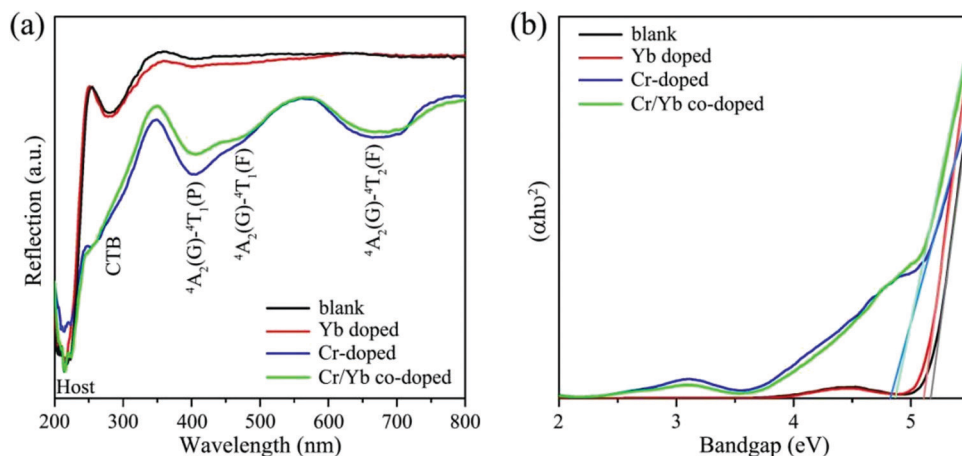 (a)
Reflection (a.u.)
Host
CTB
⁴A₂(G)-⁴T₁(P)
⁴A₂(G)-⁴T₁(F)
⁴A₂(G)-⁴T₂(F)
blank
Yb doped
Cr-doped
Cr/Yb co-doped
200 300 400 500 600 700 800
Wavelength (nm)
(b)
blank
Yb doped
Cr-doped
Cr/Yb co-doped
(αhυ²)
2 3 4 5
Bandgap (eV)